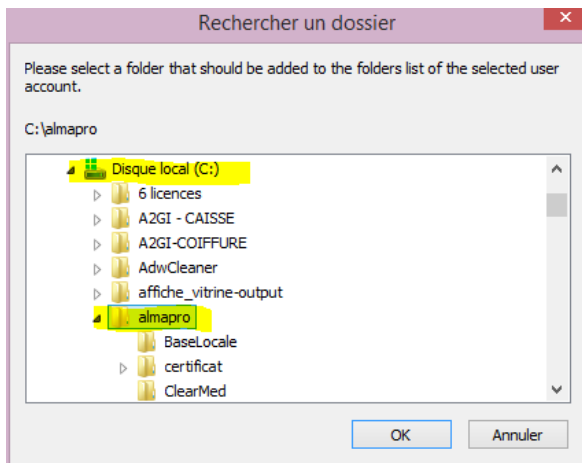 Rechercher un dossier
Please select a folder that should be added to the folders list of the selected user
account.
C:\almapro
Disque local (C:)
6 licences
A2GI - CAISSE
A2GI-COIFFURE
AdwCleaner
affiche_vitrine-output
almapro
BaseLocale
certificat
ClearMed
OK
Annuler